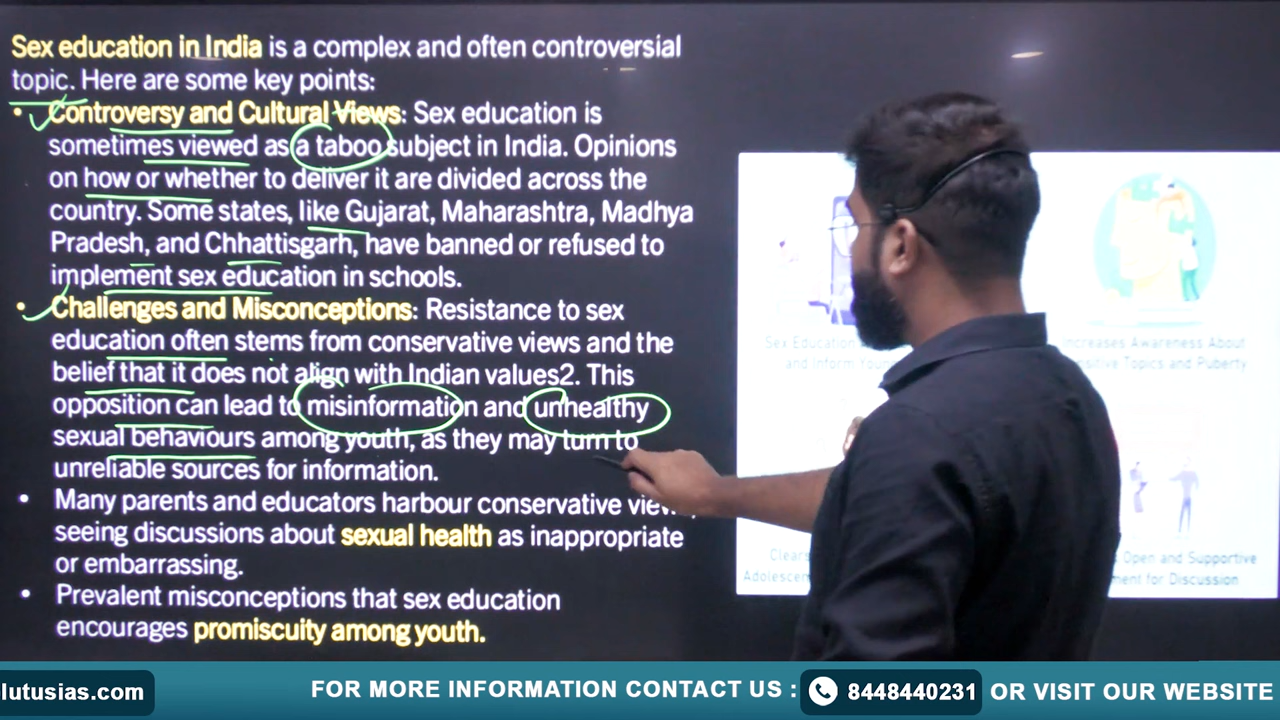 Sex education in India is a complex and often controversial
topic. Here are some key points:
• Controversy and Cultural Views: Sex education is
sometimes viewed as a taboo subject in India. Opinions
on how or whether to deliver it are divided across the
country. Some states, like Gujarat, Maharashtra, Madhya
Pradesh, and Chhattisgarh, have banned or refused to
implement sex education in schools.
• Challenges and Misconceptions: Resistance to sex
education often stems from conservative views and the
belief that it does not align with Indian values2. This
opposition can lead to misinformation and unhealthy
sexual behaviours among youth, as they may turn to
unreliable sources for information.
• Many parents and educators harbour conservative
seeing discussions about sexual health as inappropriate
or embarrassing.
• Prevalent misconceptions that sex education
encourages promiscuity among youth.
Sex Education
and Inform
Increases Awareness About
Topics and Puberty
Open and Supportive
for Discussion
lutusias.com
FOR MORE INFORMATION CONTACT US : 8448440231 OR VISIT OUR WEBSITE